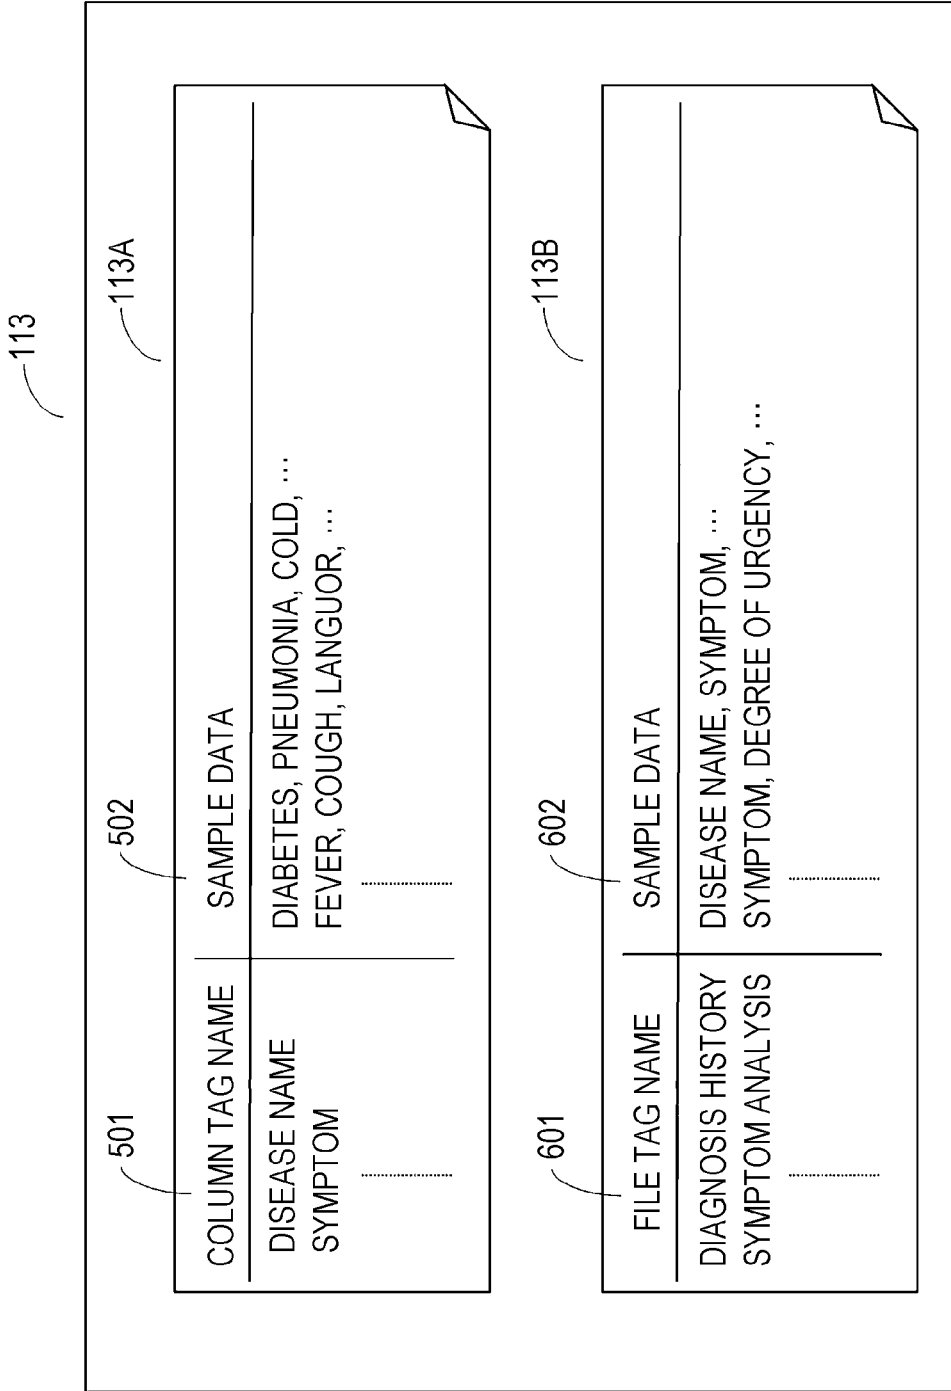 113
113A
501
502
COLUMN TAG NAME
SAMPLE DATA
DISEASE NAME
DIABETES, PNEUMONIA, COLD, …
SYMPTOM
FEVER, COUGH, LANGUOR, …
113B
601
602
FILE TAG NAME
SAMPLE DATA
DIAGNOSIS HISTORY
DISEASE NAME, SYMPTOM, …
SYMPTOM ANALYSIS
SYMPTOM, DEGREE OF URGENCY, …